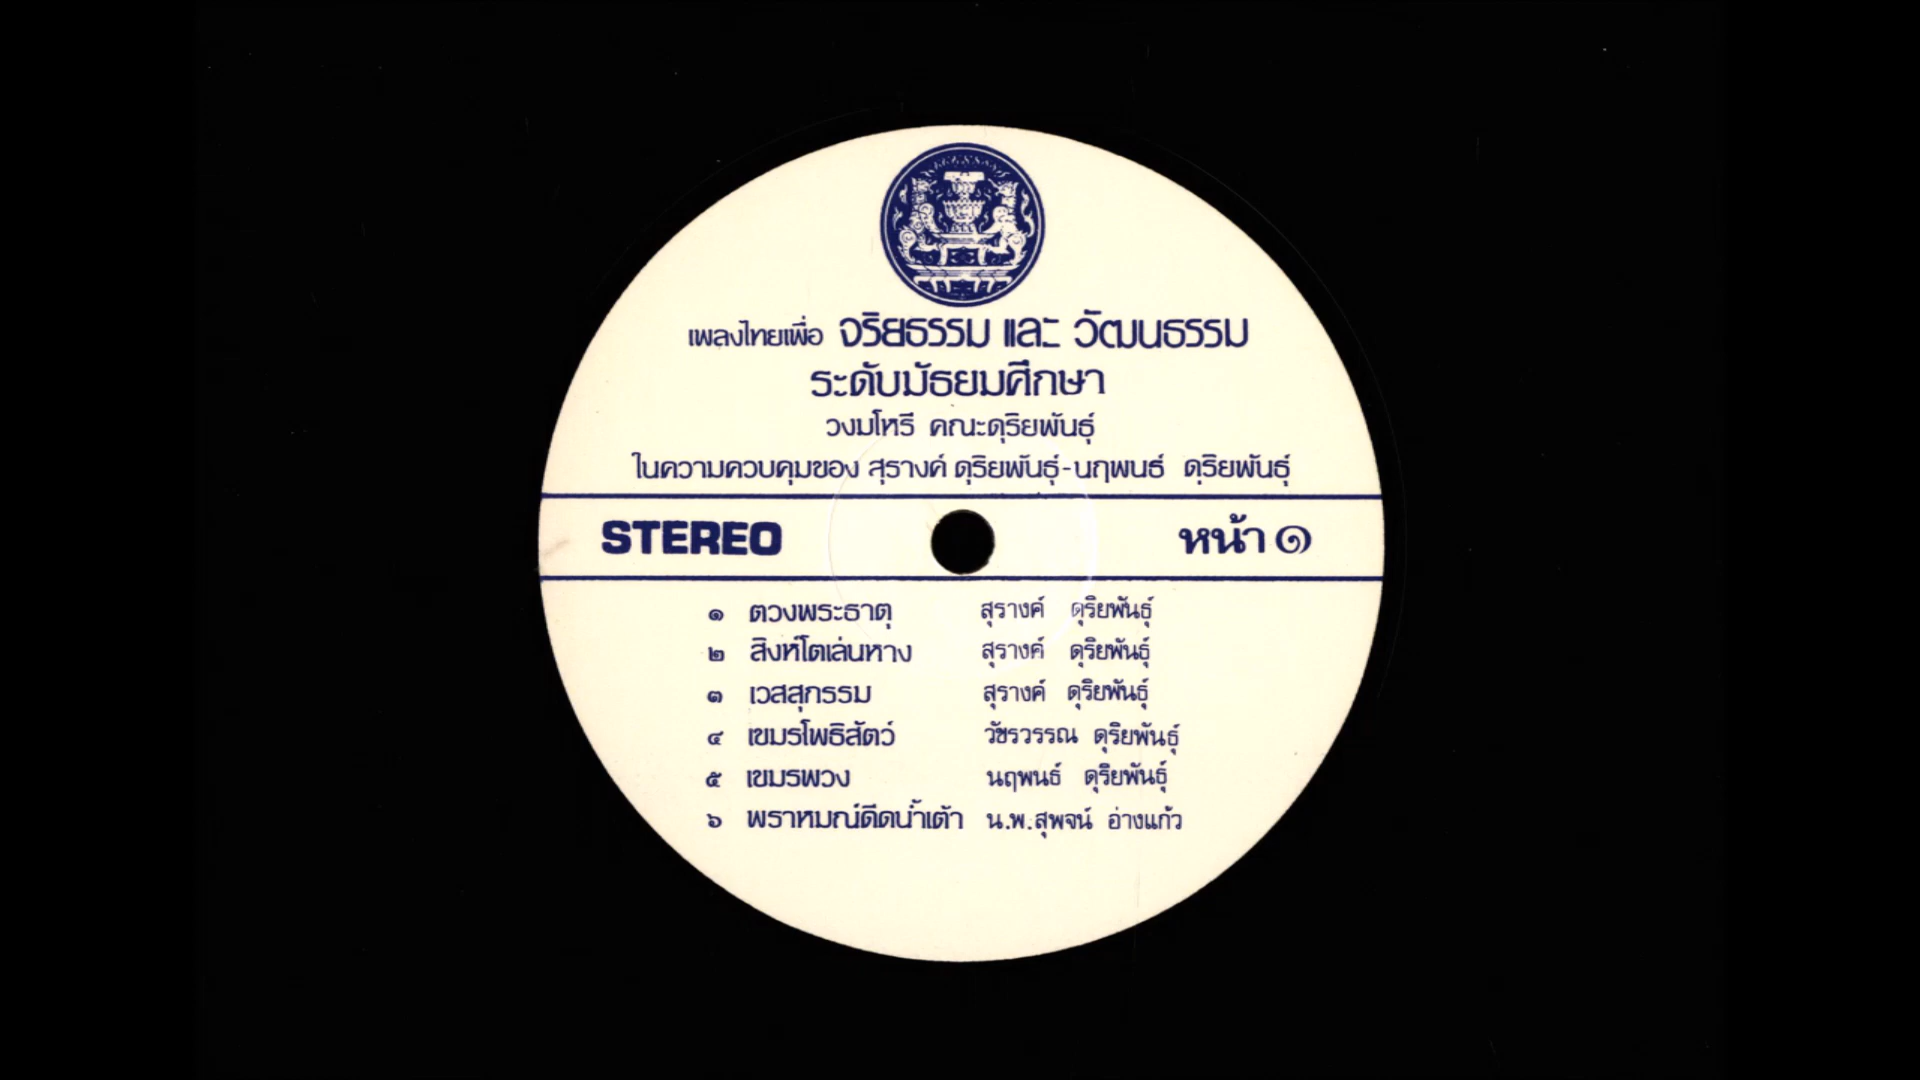 เพลงไทยเพื่อ จริยธรรม และ วัฒนธรรม
ระดับมัธยมศึกษา
วงมโหรี คณะดุริยพันธุ์
ในความควบคุมของ สุรางค์ ดุริยพันธุ์-นฤพนธ์ ดุริยพันธุ์
STEREO หน้า ๑
๑ ตวงพระธาตุ สุรางค์ ดุริยพันธุ์
๒ สิงห์โตเล่นหาง สุรางค์ ดุริยพันธุ์
๓ เวสสุกรรม สุรางค์ ดุริยพันธุ์
๔ เขมรโพธิสัตว์ วัชรวรรณ ดุริยพันธุ์
๕ เขมรพวง นฤพนธ์ ดุริยพันธุ์
๖ พราหมณ์ดีดน้ำเต้า น.พ.สุพจน์ อ่างแก้ว